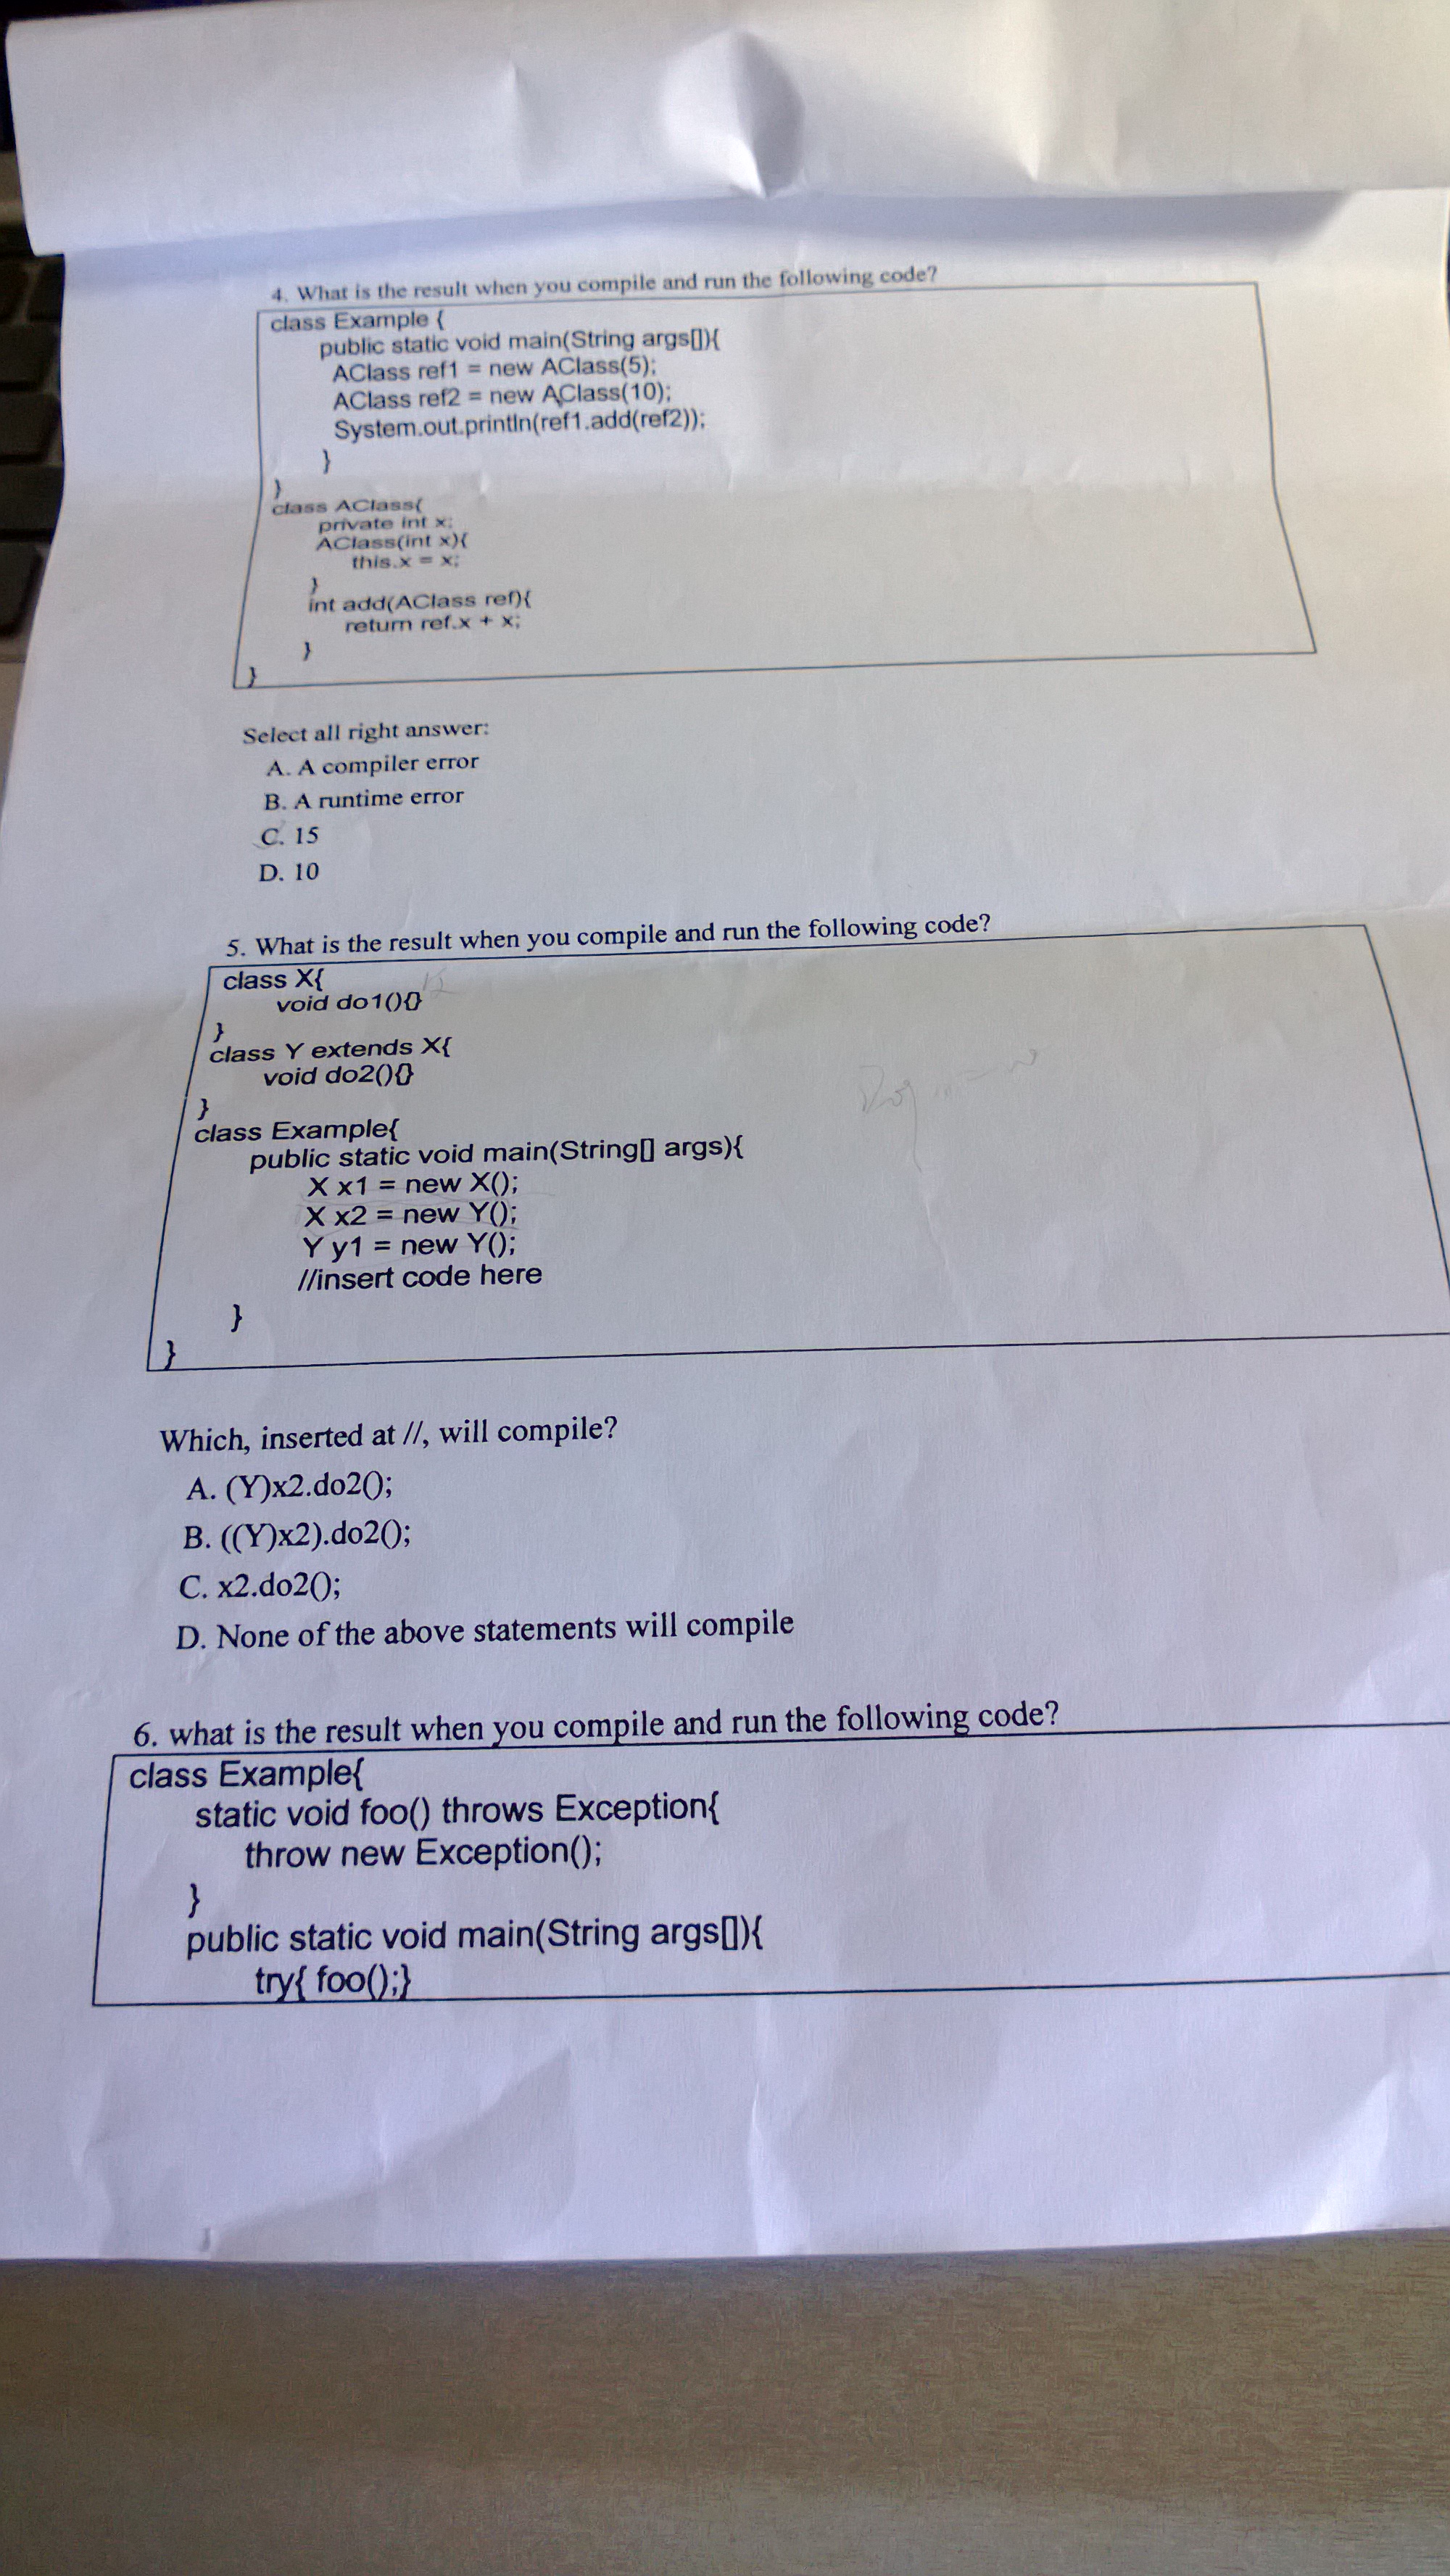 4. What is the result when you compile and run the following code?
class Example {
public static void main(String args[]){
AClass ref1 = new AClass(5);
AClass ref2 = new AClass(10);
System.out.println(ref1.add(ref2));
}
}
class AClass{
private int x;
AClass(int x){
this.x = x;
}
int add(AClass ref){
return ref.x + x;
}
}
Select all right answer:
A. A compiler error
B. A runtime error
C. 15
D. 10
5. What is the result when you compile and run the following code?
class X{
void do1(){}
}
class Y extends X{
void do2(){}
}
class Example{
public static void main(String[] args){
X x1 = new X();
X x2 = new Y();
Y y1 = new Y();
//insert code here
}
}
Which, inserted at //, will compile?
A. (Y)x2.do2();
B. ((Y)x2).do2();
C. x2.do2();
D. None of the above statements will compile
6. what is the result when you compile and run the following code?
class Example{
static void foo() throws Exception{
throw new Exception();
}
public static void main(String args[]){
try{ foo();}